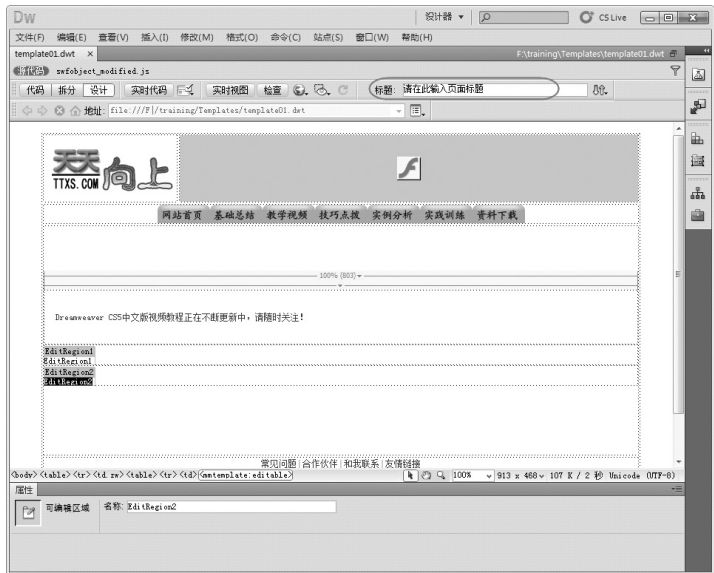 Dw
设计器
CS Live
文件(F) 编辑(E) 查看(V) 插入(I) 修改(M) 格式(O) 命令(C) 站点(S) 窗口(W) 帮助(H)
template01.dwt × F:\training\Templates\template01.dwt
源代码 swfobject_modified.js
代码 拆分 设计 实时代码 实时视图 检查 标题: 请在此输入页面标题
地址: file:///F|/training/Templates/template01.dwt
天天向上
TTXS.COM
网站首页 基础总结 教学视频 技巧点拨 实例分析 实践训练 资料下载
100% (803)
Dreamweaver CS5中文版视频教程正在不断更新中，请随时关注！
EditRegion1
EditRegion1
EditRegion2
EditRegion2
常见问题|合作伙伴|和我联系|友情链接
<body> <table> <tr> <td.zw> <table> <tr> <td> <mmtemplate:editable> 100% 913 x 468 107 K / 2 秒 Unicode (UTF-8)
属性
可编辑区域 名称: EditRegion2